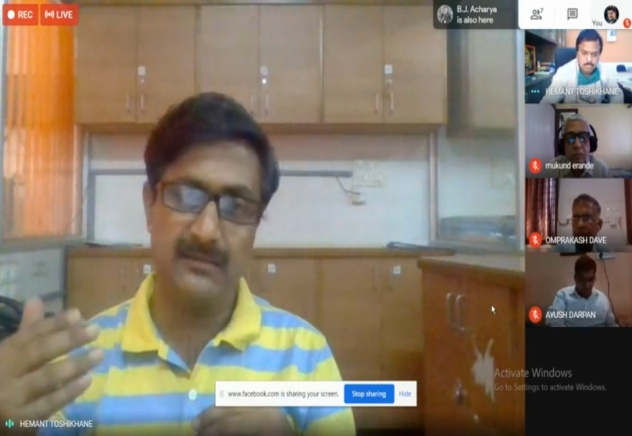 REC
LIVE
B.J. Acharya
is also here
7
You
HEMANT TOSHIKHANE
mukund erande
OMPRAKASH DAVE
AYUSH DARPAN
Activate Windows
Go to Settings to activate Windows.
www.facebook.com is sharing your screen.
Stop sharing
Hide
HEMANT TOSHIKHANE